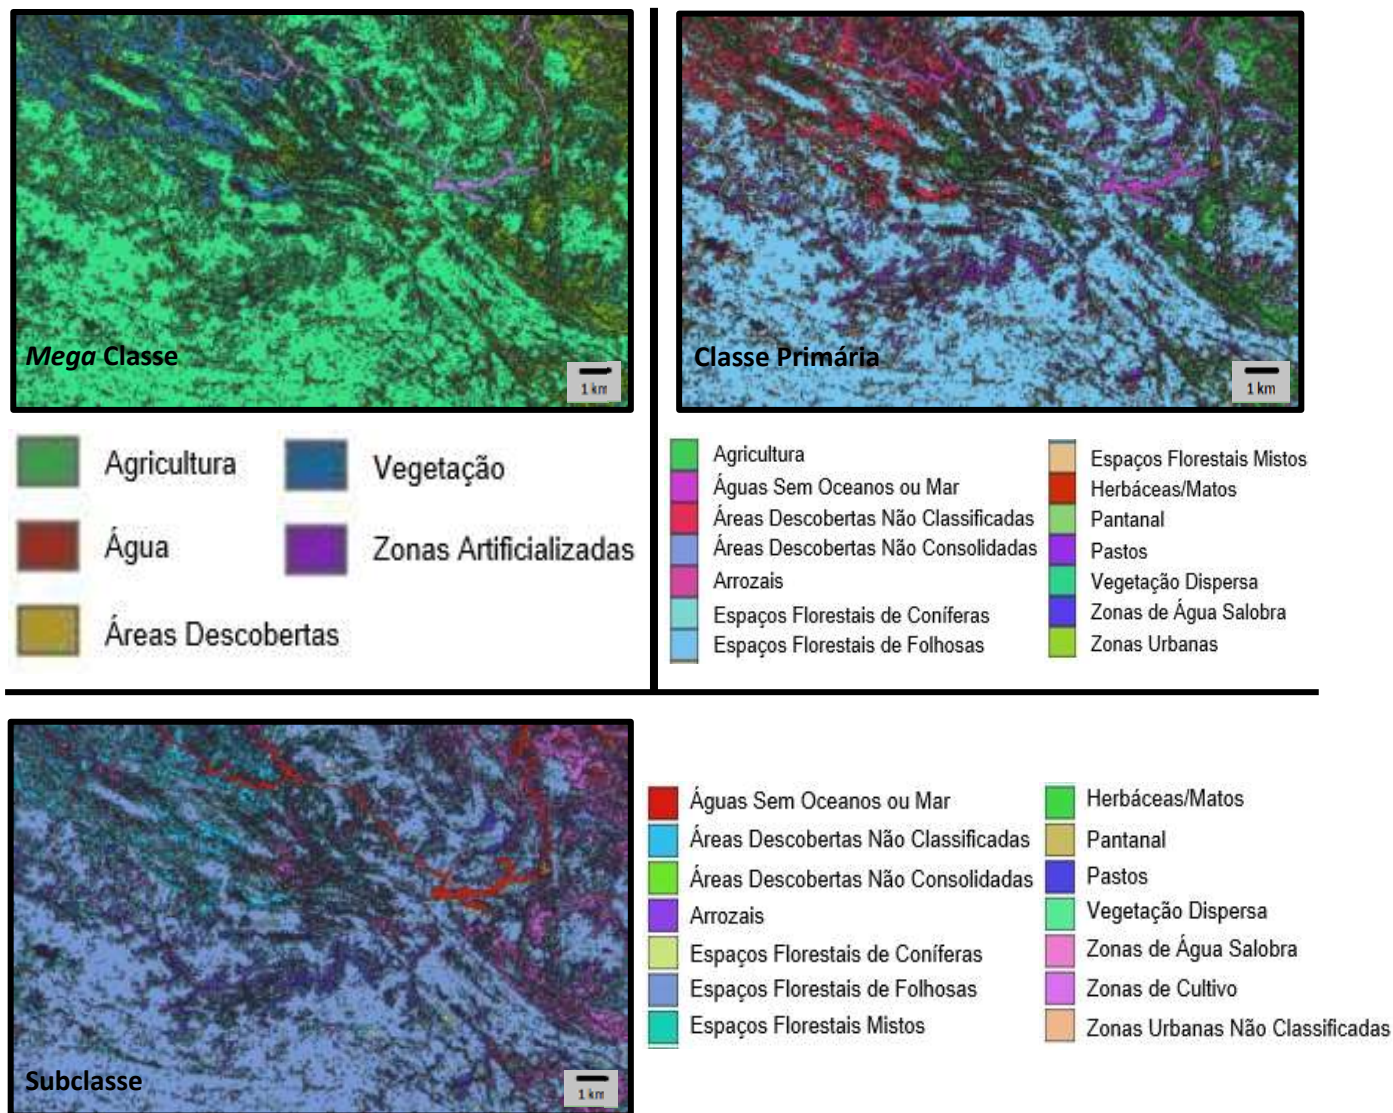 Mega Classe
1 km
Agricultura
Água
Áreas Descobertas
Vegetação
Zonas Artificializadas
Classe Primária
1 km
Agricultura
Águas Sem Oceanos ou Mar
Áreas Descobertas Não Classificadas
Áreas Descobertas Não Consolidadas
Arrozais
Espaços Florestais de Coníferas
Espaços Florestais de Folhosas
Espaços Florestais Mistos
Herbáceas/Matos
Pantanal
Pastos
Vegetação Dispersa
Zonas de Água Salobra
Zonas Urbanas
Subclasse
1 km
Águas Sem Oceanos ou Mar
Áreas Descobertas Não Classificadas
Áreas Descobertas Não Consolidadas
Arrozais
Espaços Florestais de Coníferas
Espaços Florestais de Folhosas
Espaços Florestais Mistos
Herbáceas/Matos
Pantanal
Pastos
Vegetação Dispersa
Zonas de Água Salobra
Zonas de Cultivo
Zonas Urbanas Não Classificadas